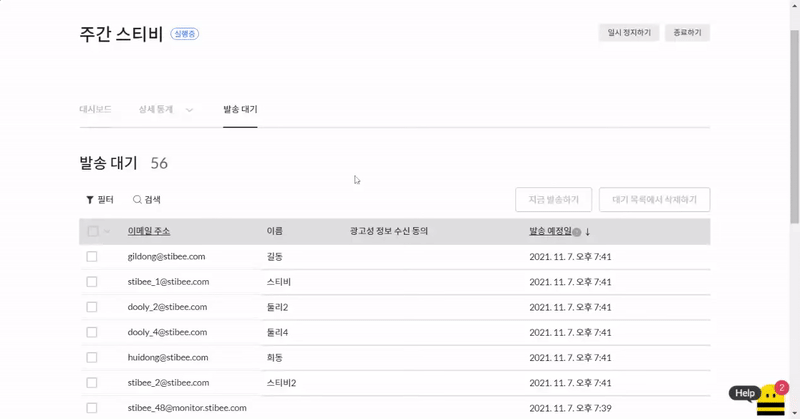 주간 스티비 실행중 일시 정지하기 종료하기
대시보드 상세 통계 발송 대기
발송 대기 56
필터 검색 지금 발송하기 대기 목록에서 삭제하기
이메일 주소 이름 광고성 정보 수신 동의 발송 예정일 ↓
gildong@stibee.com 길동 2021. 11. 7. 오후 7:41
stibee_1@stibee.com 스티비 2021. 11. 7. 오후 7:41
dooly_2@stibee.com 둘리2 2021. 11. 7. 오후 7:41
dooly_4@stibee.com 둘리4 2021. 11. 7. 오후 7:41
huidong@stibee.com 희동 2021. 11. 7. 오후 7:41
stibee_2@stibee.com 스티비2 2021. 11. 7. 오후 7:41
stibee_48@monitor.stibee.com 2021. 11. 7. 오후 7:39
Help 2